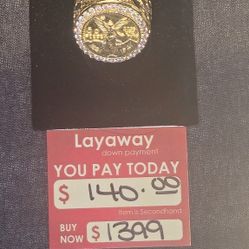 Layaway
down payment
YOU PAY TODAY
$ 140.00
Item is Secondhand
BUY
NOW
$ 1399